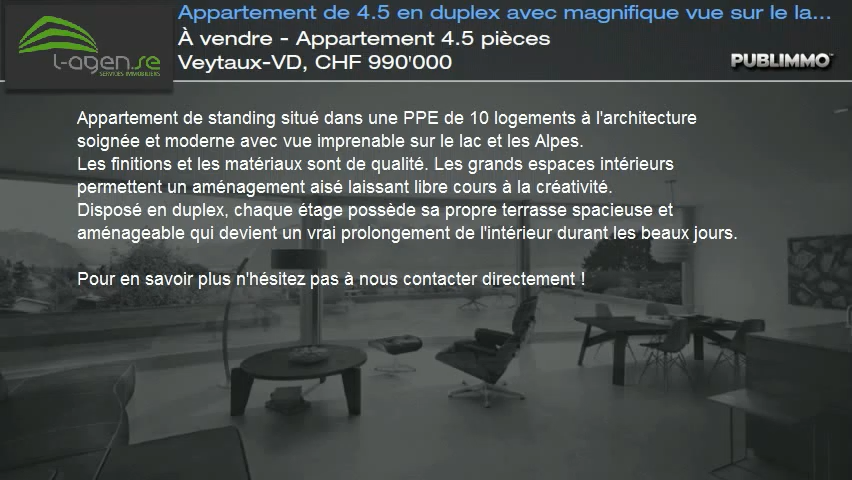 Appartement de 4.5 en duplex avec magnifique vue sur le la...
À vendre - Appartement 4.5 pièces
Veytaux-VD, CHF 990'000
l-agen.se
SERVICES IMMOBILIERS
PUBLIMMO
Appartement de standing situé dans une PPE de 10 logements à l'architecture
soignée et moderne avec vue imprenable sur le lac et les Alpes.
Les finitions et les matériaux sont de qualité. Les grands espaces intérieurs
permettent un aménagement aisé laissant libre cours à la créativité.
Disposé en duplex, chaque étage possède sa propre terrasse spacieuse et
aménageable qui devient un vrai prolongement de l'intérieur durant les beaux jours.
Pour en savoir plus n'hésitez pas à nous contacter directement !